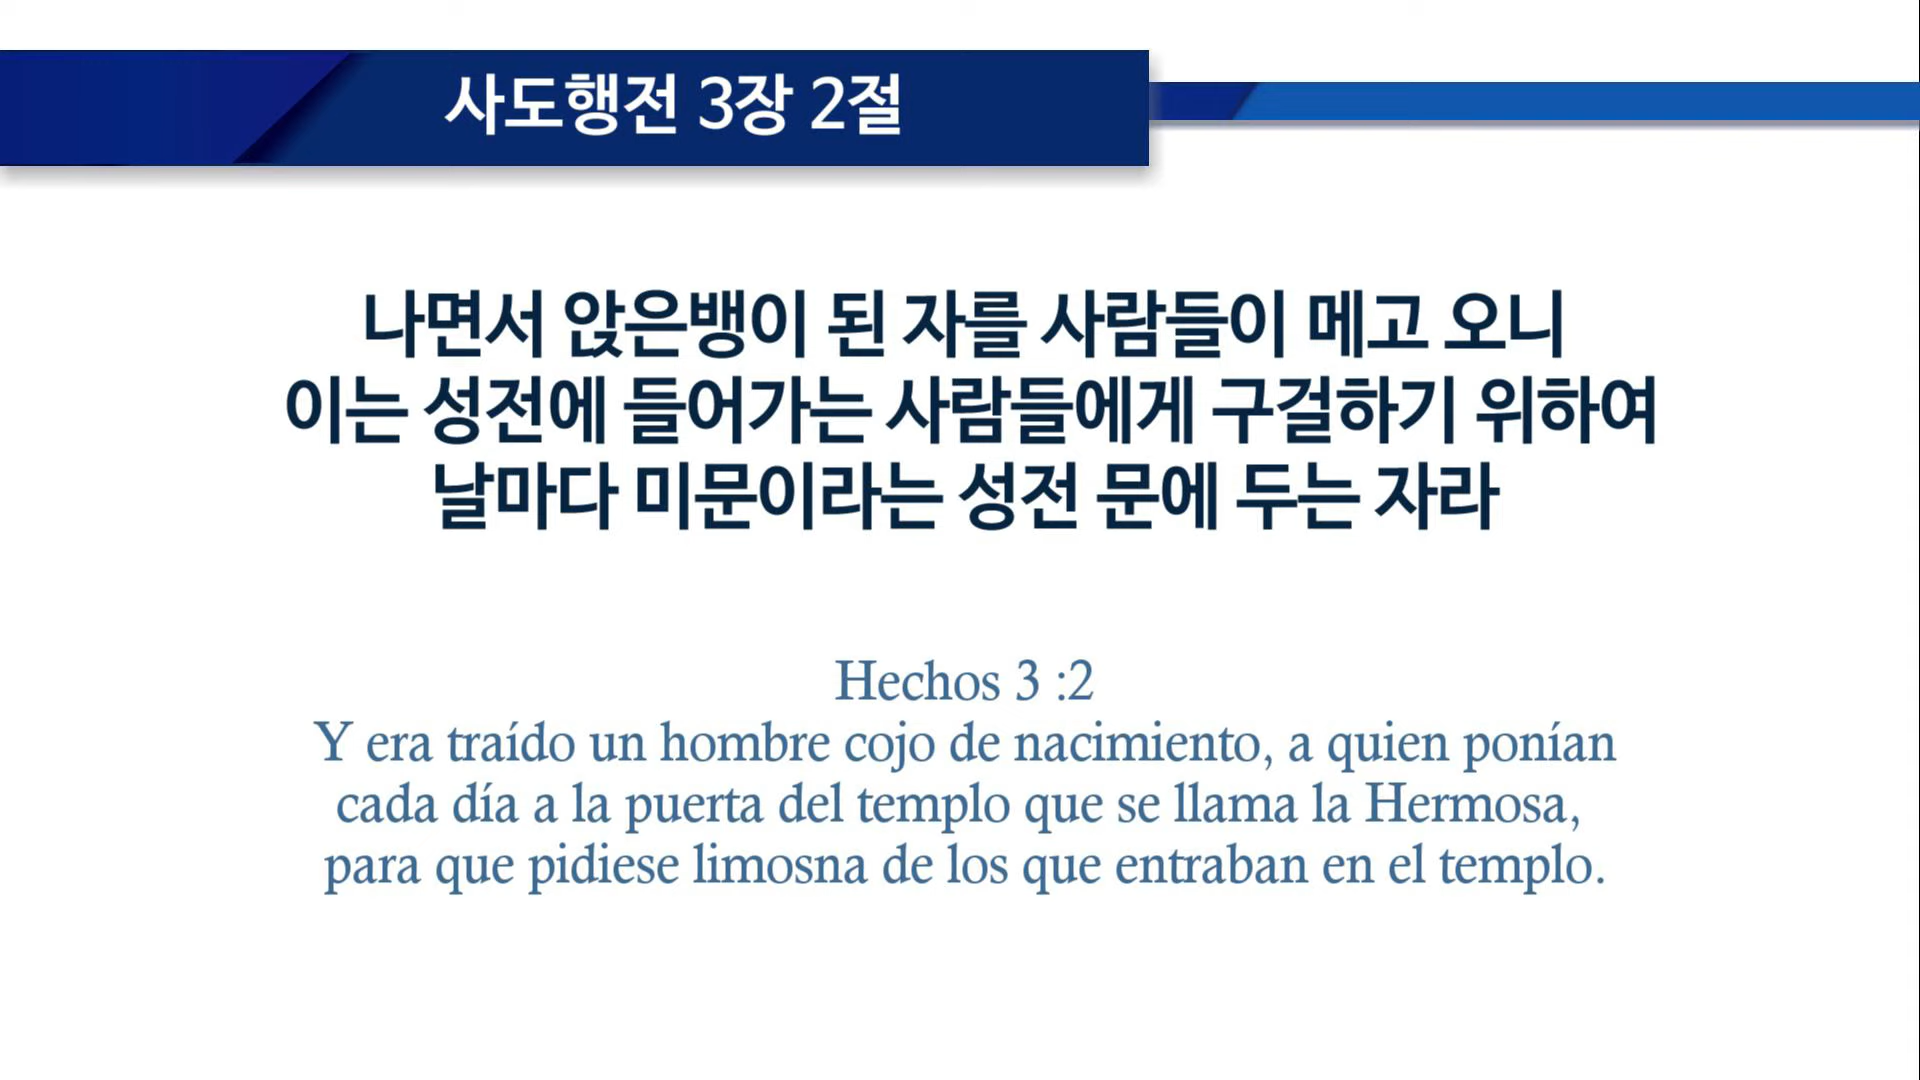 사도행전 3장 2절
나면서 앉은뱅이 된 자를 사람들이 메고 오니
이는 성전에 들어가는 사람들에게 구걸하기 위하여
날마다 미문이라는 성전 문에 두는 자라
Hechos 3 :2
Y era traído un hombre cojo de nacimiento, a quien ponían
cada día a la puerta del templo que se llama la Hermosa,
para que pidiese limosna de los que entraban en el templo.